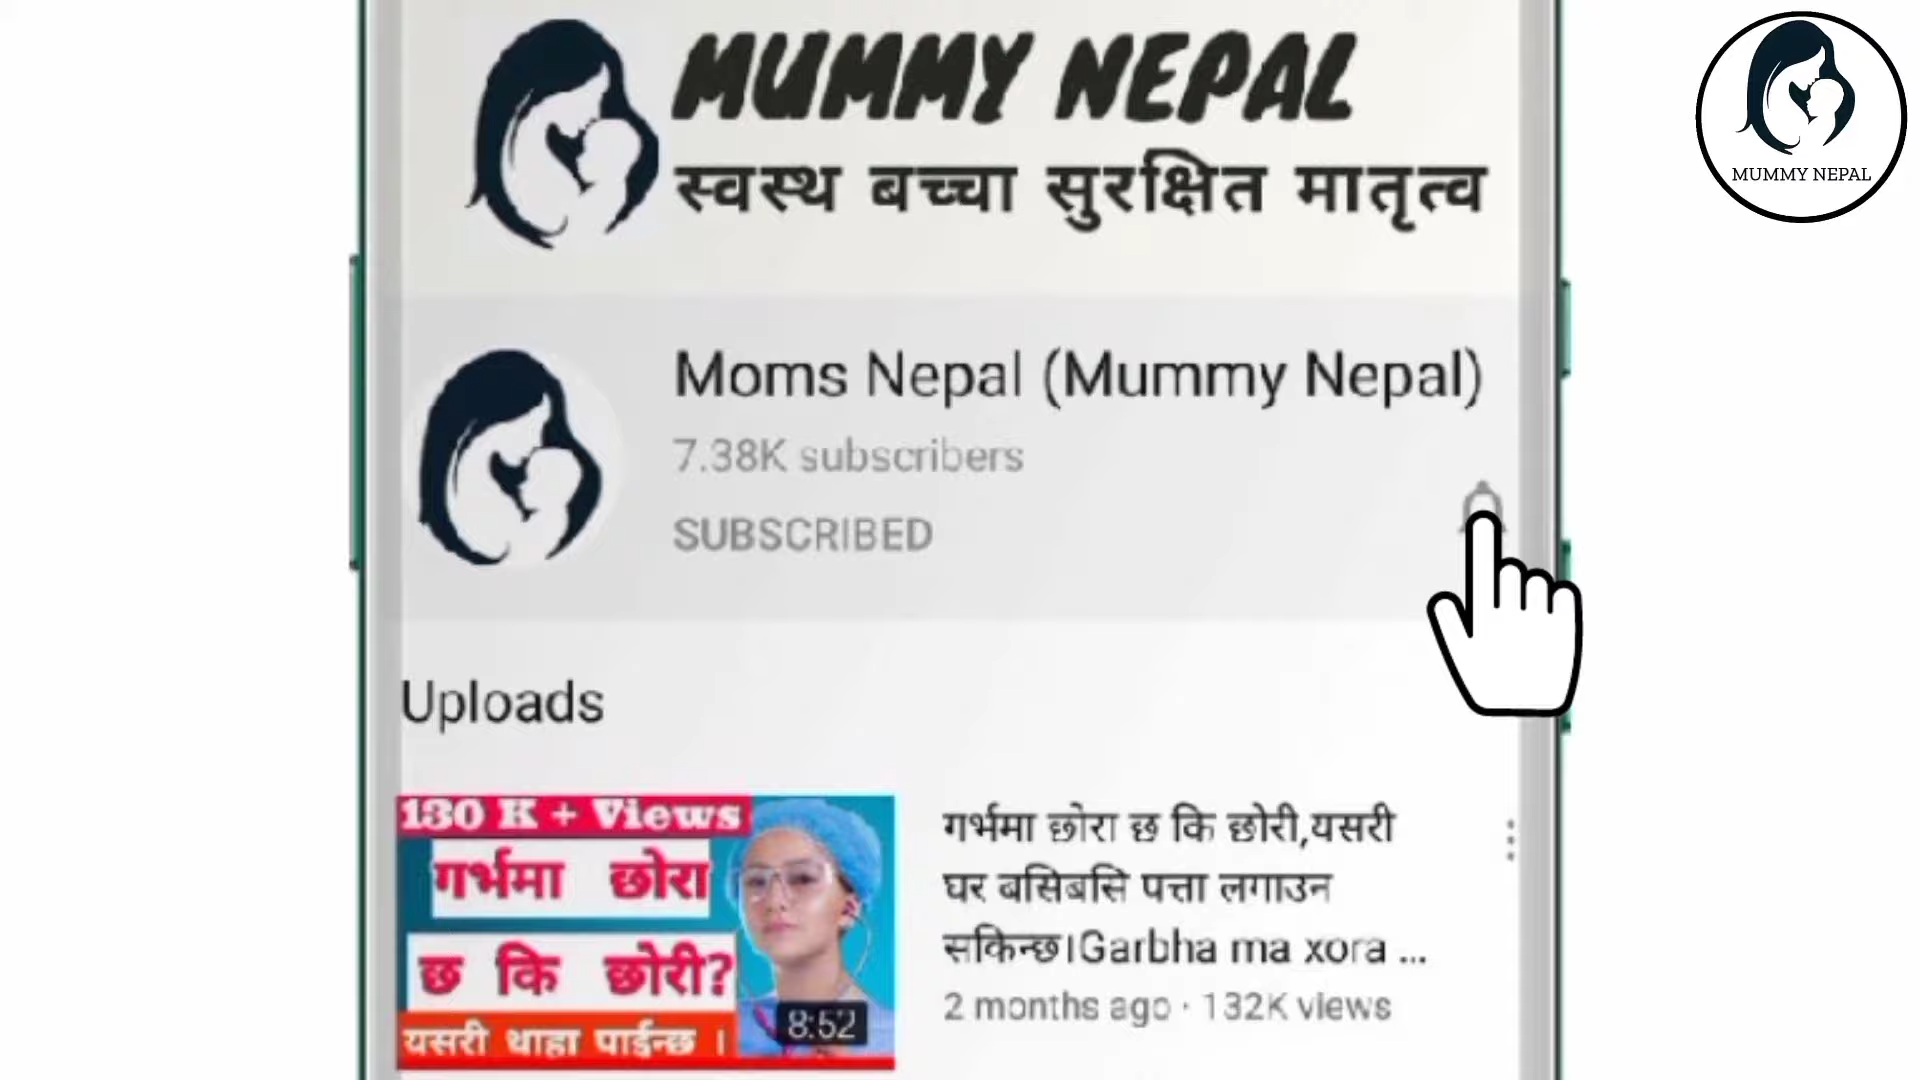 MUMMY NEPAL
स्वस्थ बच्चा सुरक्षित मातृत्व
MUMMY NEPAL
Moms Nepal (Mummy Nepal)
7.38K subscribers
SUBSCRIBED
Uploads
130 K + Views
गर्भमा छोरा
छ कि छोरी?
यसरी थाहा पाईन्छ ।
8:52
गर्भमा छोरा छ कि छोरी,यसरी
घर बसिबसि पत्ता लगाउन
सकिन्छ।Garbha ma xora ...
2 months ago · 132K views